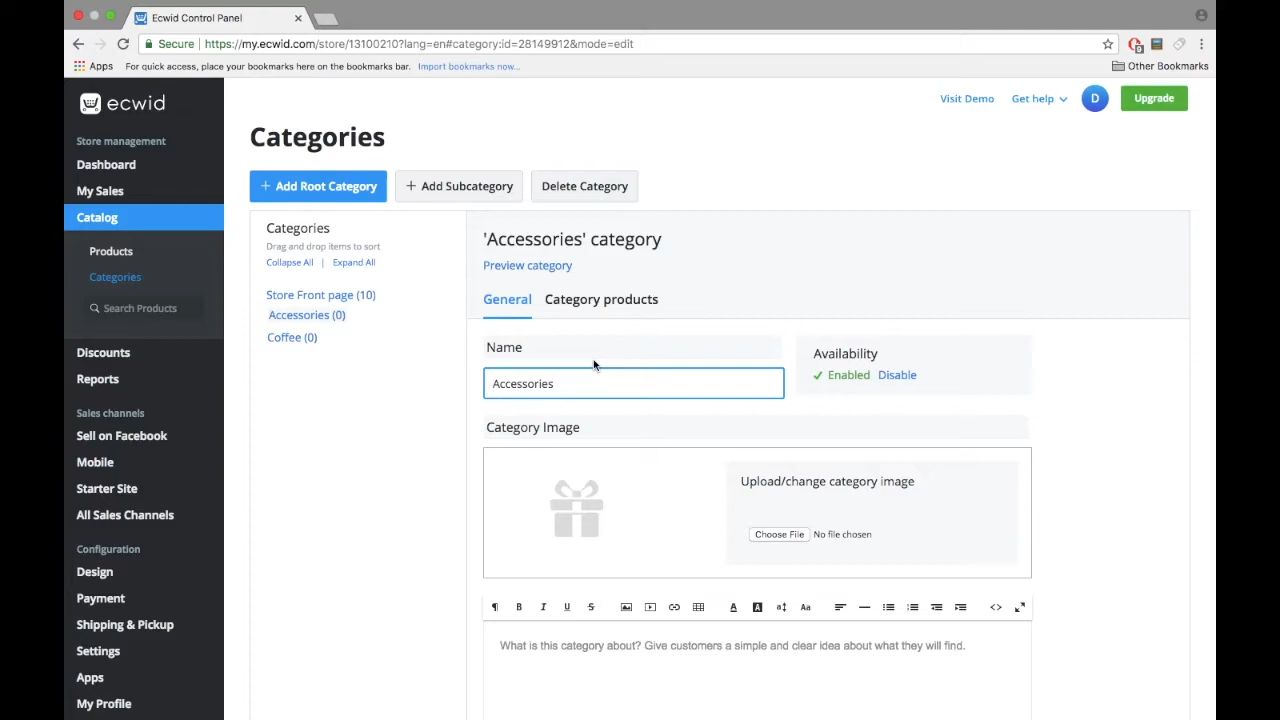 Ecwid Control Panel
Secure | https://my.ecwid.com/store/13100210?lang=en#category:id=28149912&mode=edit
Apps For quick access, place your bookmarks here on the bookmarks bar. Import bookmarks now... Other Bookmarks
ecwid
Visit Demo Get help D Upgrade
Store management
Dashboard
My Sales
Catalog
Products
Categories
Search Products
Discounts
Reports
Sales channels
Sell on Facebook
Mobile
Starter Site
All Sales Channels
Configuration
Design
Payment
Shipping & Pickup
Settings
Apps
My Profile
Categories
+ Add Root Category + Add Subcategory Delete Category
Categories
Drag and drop items to sort
Collapse All | Expand All
Store Front page (10)
Accessories (0)
Coffee (0)
'Accessories' category
Preview category
General Category products
Name
Accessories
Availability
Enabled Disable
Category Image
Upload/change category image
Choose File No file chosen
¶ B I U S A A Aa <>
What is this category about? Give customers a simple and clear idea about what they will find.